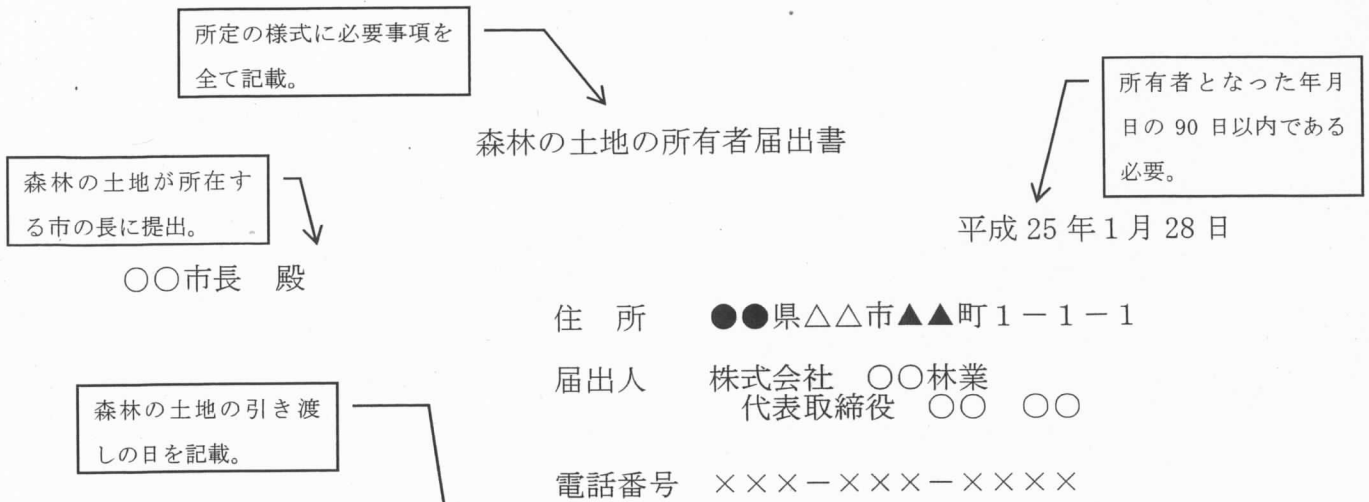 所定の様式に必要事項を
全て記載。
所有者となった年月
日の 90 日以内である
必要。
森林の土地の所有者届出書
森林の土地が所在す
る市の長に提出。
平成 25 年 1 月 28 日
○○市長　殿
住　所　●●県△△市▲▲町１－１－１
届出人　株式会社　○○林業
代表取締役　○○　○○
森林の土地の引き渡
しの日を記載。
電話番号　×××－×××－××××